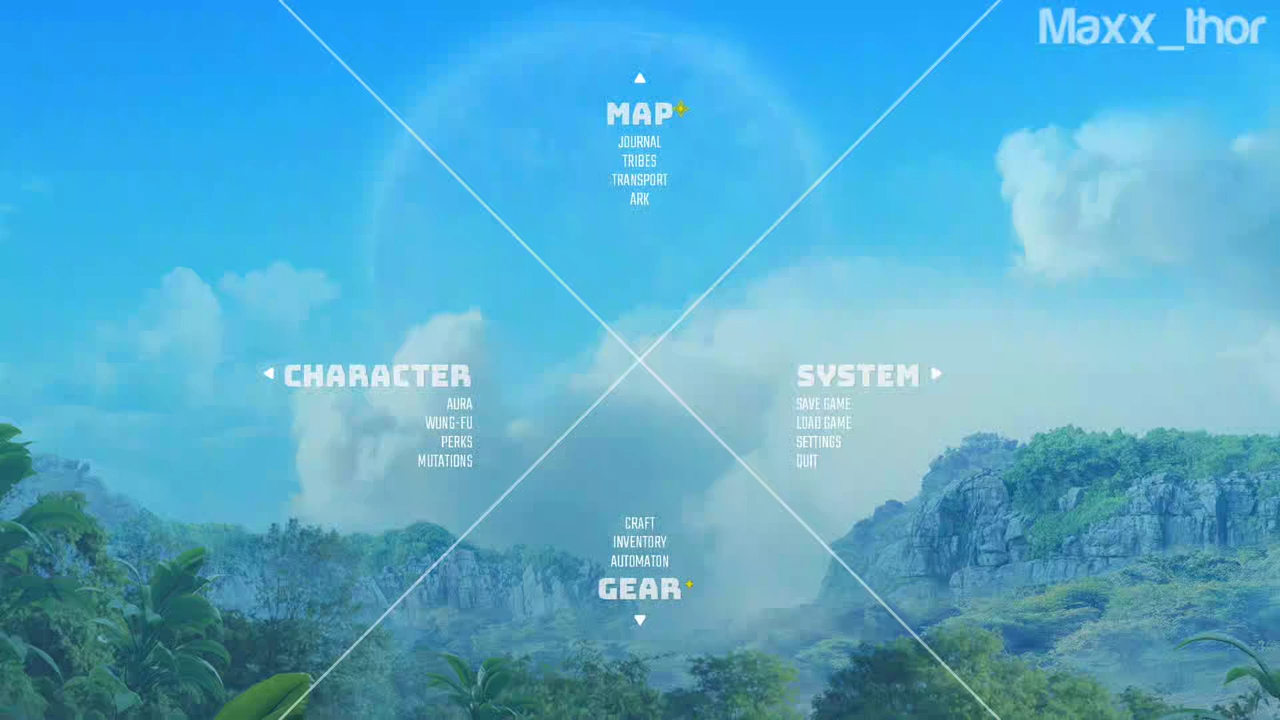 Maxx_thor
MAP
JOURNAL
TRIBES
TRANSPORT
ARK
CHARACTER
AURA
WUNG-FU
PERKS
MUTATIONS
SYSTEM
SAVE GAME
LOAD GAME
SETTINGS
QUIT
CRAFT
INVENTORY
AUTOMATON
GEAR